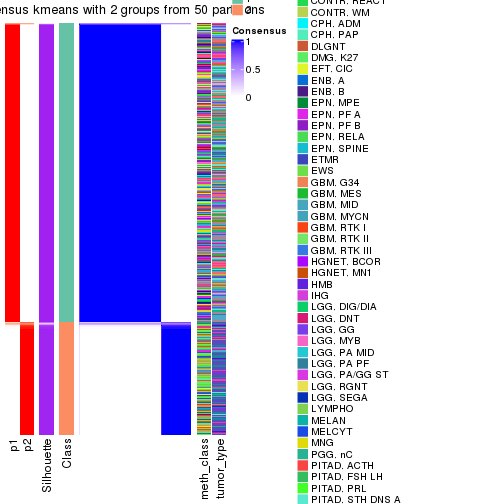 nsus kmeans with 2 groups from 50 par
ns
Consensus
1
0.5
0
p1
p2
Silhouette
Class
meth_class
tumor_type
CONTR. REACT
CONTR. WM
CPH. ADM
CPH. PAP
DLGNT
DMG. K27
EFT. CIC
ENB. A
ENB. B
EPN. MPE
EPN. PF A
EPN. PF B
EPN. RELA
EPN. SPINE
ETMR
EWS
GBM. G34
GBM. MES
GBM. MID
GBM. MYCN
GBM. RTK I
GBM. RTK II
GBM. RTK III
HGNET. BCOR
HGNET. MN1
HMB
IHG
LGG. DIG/DIA
LGG. DNT
LGG. GG
LGG. MYB
LGG. PA MID
LGG. PA PF
LGG. PA/GG ST
LGG. RGNT
LGG. SEGA
LYMPHO
MELAN
MELCYT
MNG
PGG. nC
PITAD. ACTH
PITAD. FSH LH
PITAD. PRL
PITAD. STH DNS A